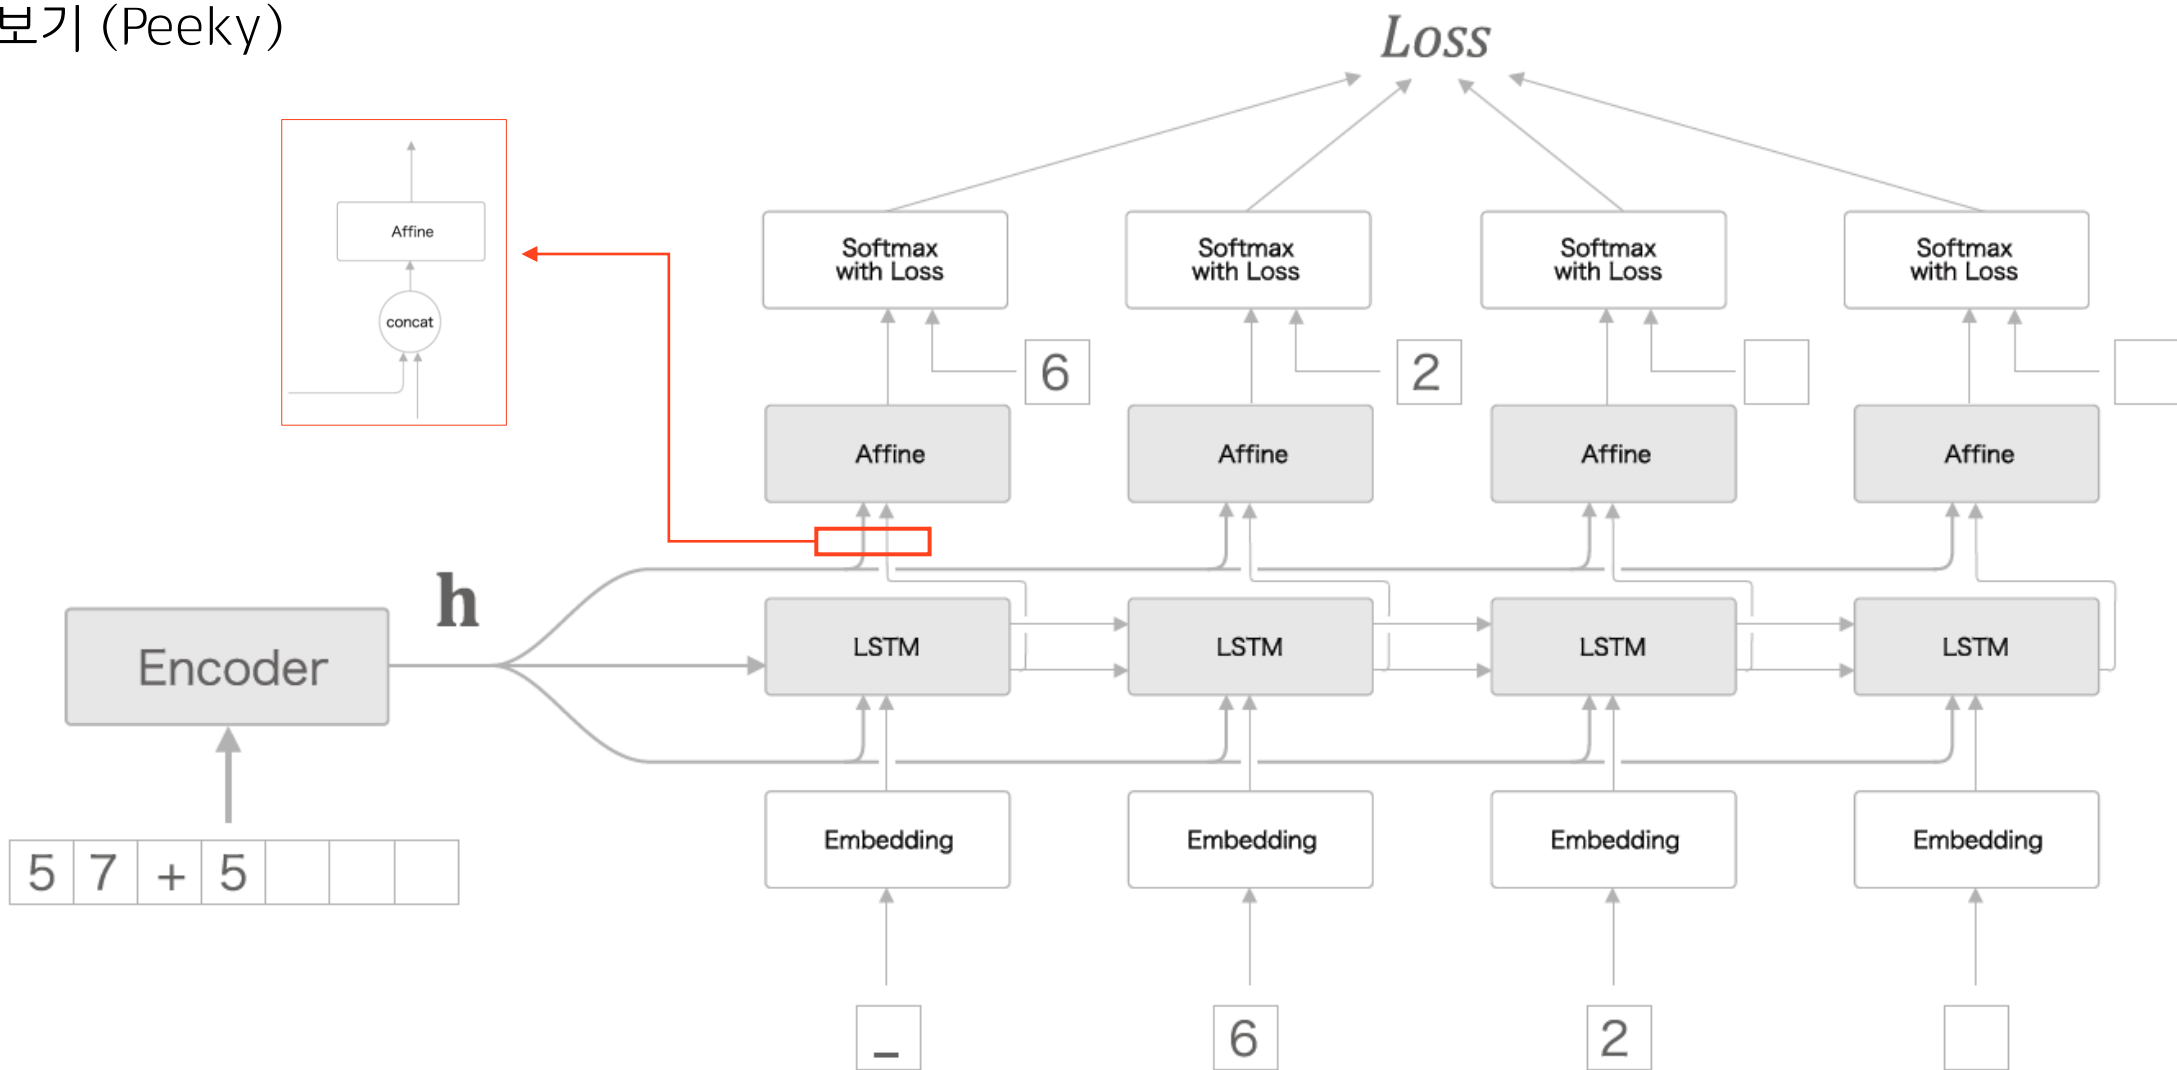 보기 (Peeky)
Loss
Affine
concat
Softmax
with Loss
Softmax
with Loss
Softmax
with Loss
Softmax
with Loss
6
2
Affine
Affine
Affine
Affine
h
Encoder
LSTM
LSTM
LSTM
LSTM
5 7 + 5
Embedding
Embedding
Embedding
Embedding
_
6
2